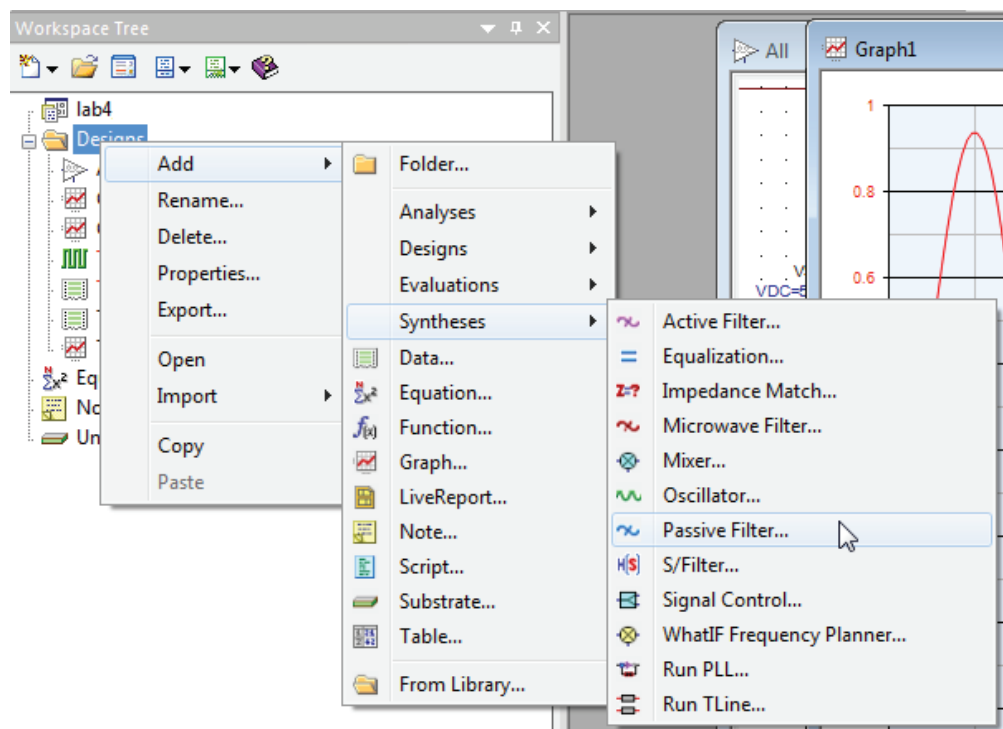 Workspace Tree
All
Graph1
lab4
Designs
Add
Rename...
Delete...
Properties...
Export...
Open
Import
Copy
Paste
Folder...
Analyses
Designs
Evaluations
Syntheses
Data...
Equation...
Function...
Graph...
LiveReport...
Note...
Script...
Substrate...
Table...
From Library...
Active Filter...
Equalization...
Impedance Match...
Microwave Filter...
Mixer...
Oscillator...
Passive Filter...
S/Filter...
Signal Control...
WhatIF Frequency Planner...
Run PLL...
Run TLine...
Eq
No
Un
1
0.8
0.6
VDC=5